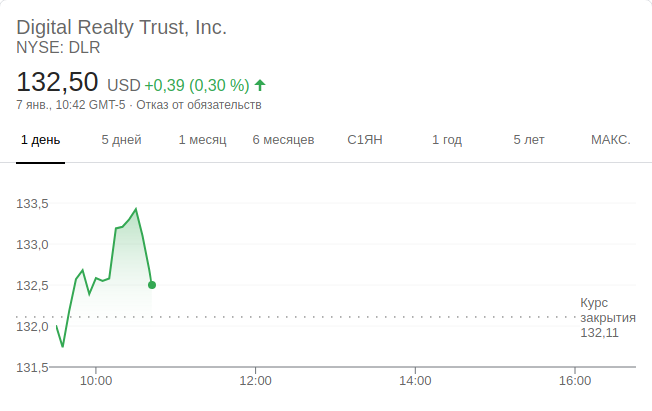 Digital Realty Trust, Inc.
NYSE: DLR
132,50 USD +0,39 (0,30 %)
7 янв., 10:42 GMT-5 · Отказ от обязательств
1 день 5 дней 1 месяц 6 месяцев С1ЯН 1 год 5 лет МАКС.
133,5
133,0
132,5
Курс
закрытия
132,11
132,0
131,5
10:00 12:00 14:00 16:00